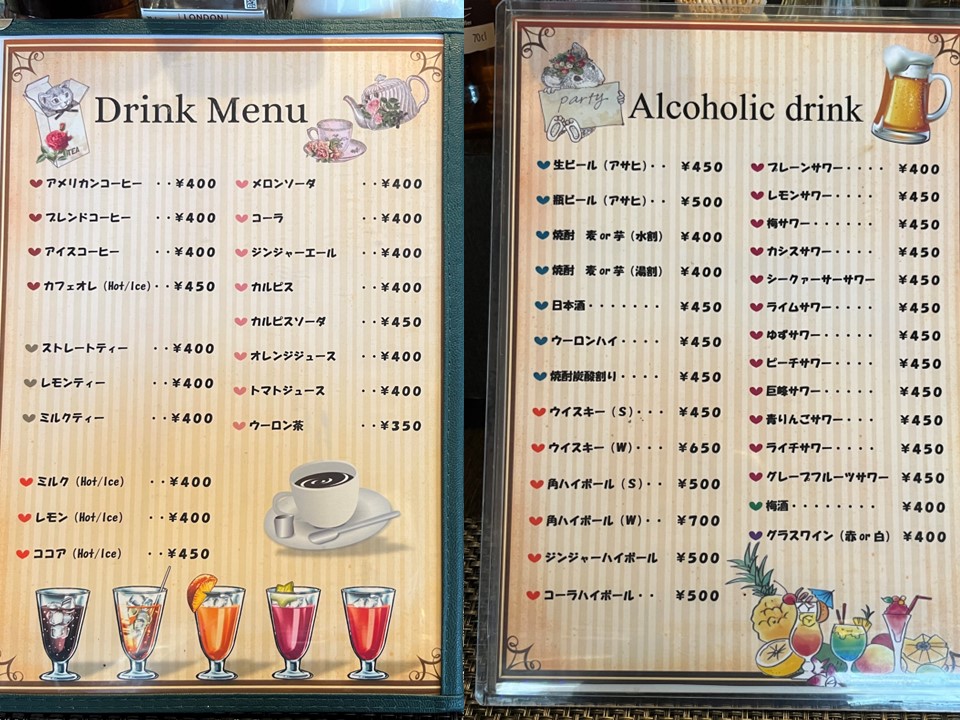 LONDON
Drink Menu
TEA
アメリカンコーヒー ・・¥400
ブレンドコーヒー ・・¥400
アイスコーヒー ・・¥400
カフェオレ（Hot/Ice）・・¥450
ストレートティー ・・¥400
レモンティー ・・¥400
ミルクティー ・・¥400
ミルク（Hot/Ice） ・・¥400
レモン（Hot/Ice） ・・¥400
ココア（Hot/Ice） ・・¥450
メロンソーダ ・・¥400
コーラ ・・¥400
ジンジャーエール ・・¥400
カルピス ・・¥400
カルピスソーダ ・・¥450
オレンジジュース ・・¥400
トマトジュース ・・¥400
ウーロン茶 ・・¥350
70cl
party
Alcoholic drink
生ビール（アサヒ）・・ ¥450
瓶ビール（アサヒ）・・ ¥500
焼酎 麦 or 芋（水割） ¥400
焼酎 麦 or 芋（湯割） ¥400
日本酒・・・・・・・ ¥450
ウーロンハイ・・・・ ¥450
焼酎炭酸割り・・・・ ¥450
ウイスキー（S）・・・ ¥450
ウイスキー（W）・・・ ¥650
角ハイボール（S）・・ ¥500
角ハイボール（W）・・ ¥700
ジンジャーハイボール ¥500
コーラハイボール・・ ¥500
プレーンサワー・・・・ ¥400
レモンサワー・・・・・ ¥450
梅サワー・・・・・・ ¥450
カシスサワー・・・・・ ¥450
シークァーサーサワー ¥450
ライムサワー・・・・・ ¥450
ゆずサワー・・・・・ ¥450
ピーチサワー・・・・・ ¥450
巨峰サワー・・・・・ ¥450
青りんごサワー・・・・ ¥450
ライチサワー・・・・・ ¥450
グレープフルーツサワー ¥450
梅酒・・・・・・・・ ¥400
グラスワイン（赤 or 白） ¥400